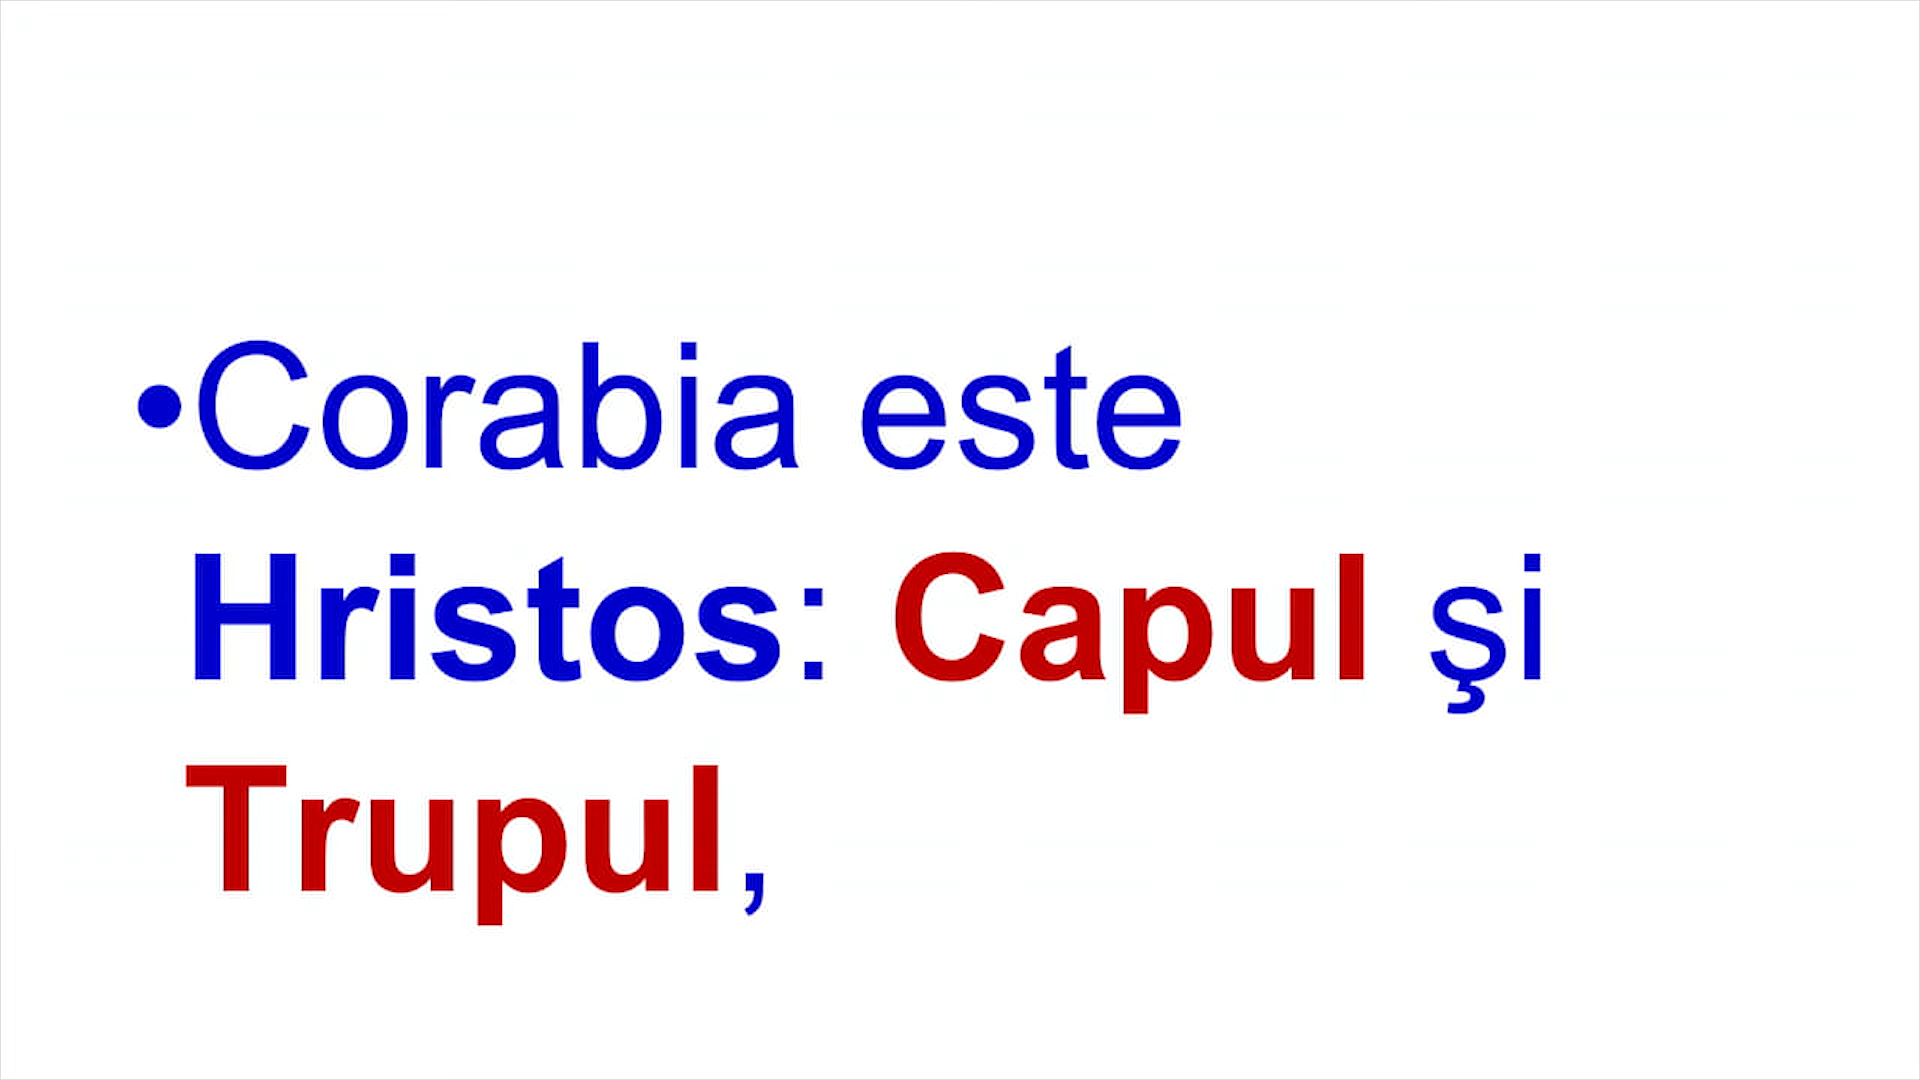 •Corabia este
Hristos: Capul şi
Trupul,